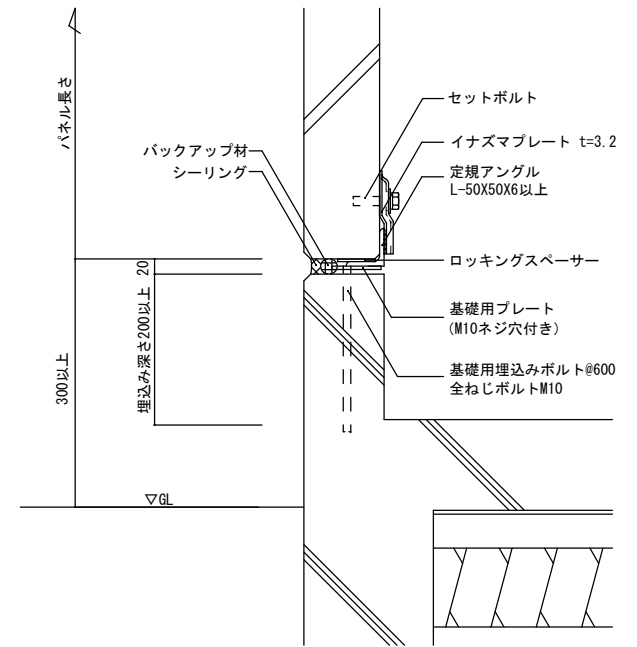 パネル長さ
セットボルト
バックアップ材
イナズマプレート t=3.2
シーリング
定規アングル
L-50X50X6以上
20
ロッキングスペーサー
基礎用プレート
(M10ネジ穴付き)
300以上
埋込み深さ200以上
基礎用埋込みボルト@600
全ねじボルトM10
▽GL